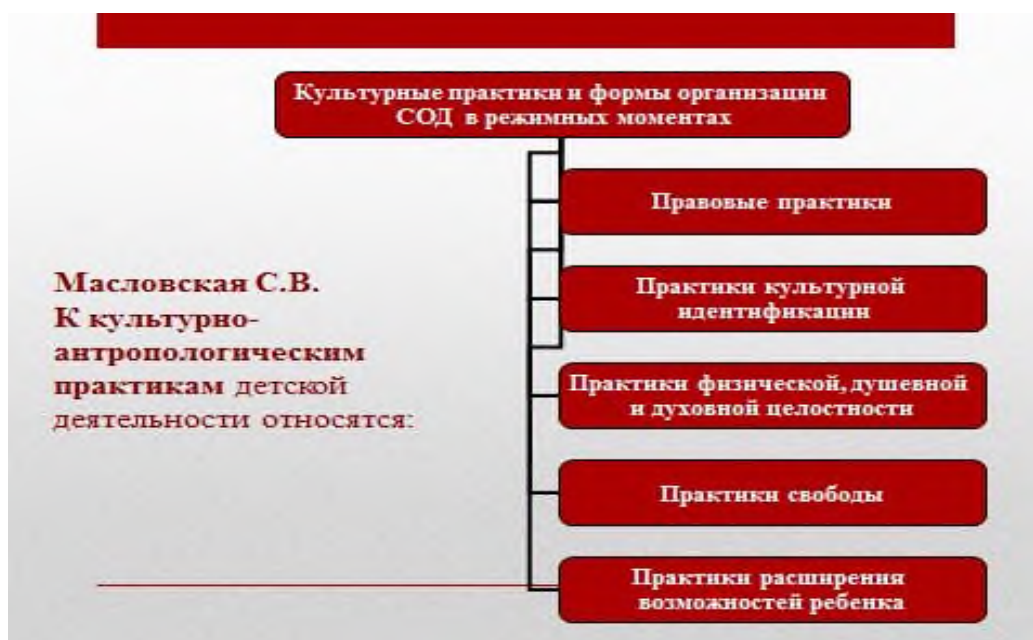 Культурные практики и формы организации
СОД в режимных моментах
Масловская С.В.
К культурно-
антропологическим
практикам детской
деятельности относятся:
Правовые практики
Практики культурной
идентификации
Практики физической, душевной
и духовной целостности
Практики свободы
Практики расширения
возможностей ребенка